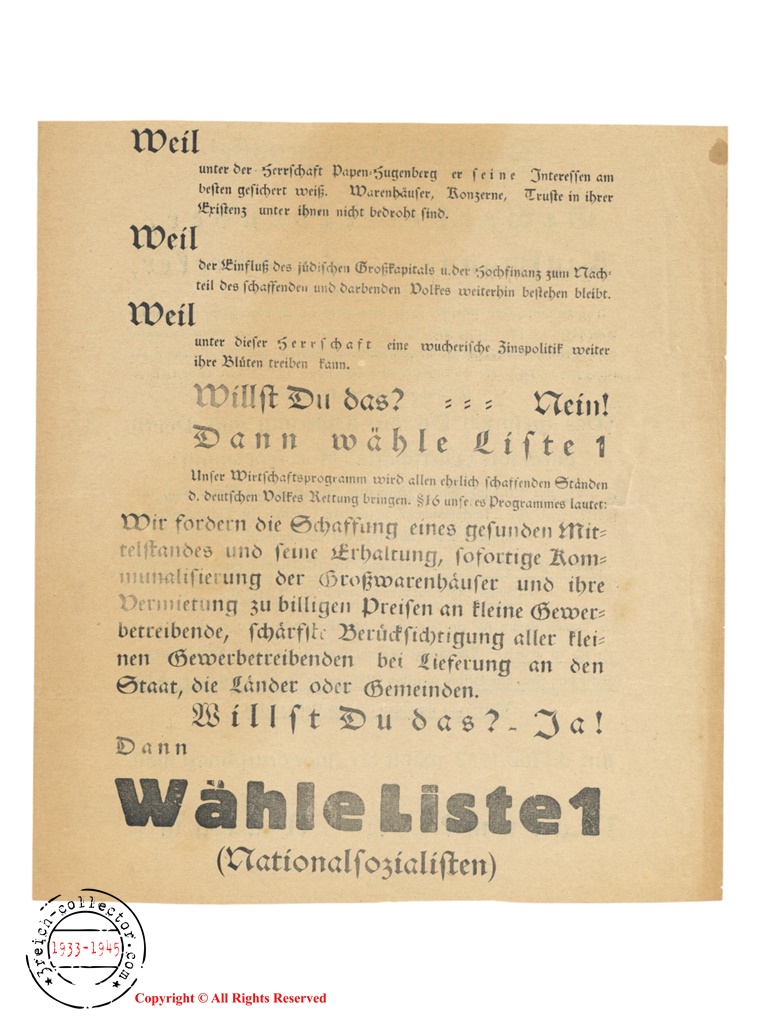 Weil
unter der Herrschaft Papen-Hugenberg er s e i n e Interessen am
besten gesichert weiß. Warenhäuser, Konzerne, Truste in ihrer
Existenz unter ihnen nicht bedroht sind.
Weil
der Einfluß des jüdischen Großkapitals u. der Hochfinanz zum Nach-
teil des schaffenden und darbenden Volkes weiterhin bestehen bleibt.
Weil
unter dieser H e r r s c h a f t eine wucherische Zinspolitik weiter
ihre Blüten treiben kann.
Willst Du das? - - - Nein!
Dann wähle Liste 1
Unser Wirtschaftsprogramm wird allen ehrlich schaffenden Ständen
d. deutschen Volkes Rettung bringen. §16 unseres Programmes lautet:
Wir fordern die Schaffung eines gesunden Mit-
telstandes und seine Erhaltung, sofortige Kom-
munalisierung der Großwarenhäuser und ihre
Vermietung zu billigen Preisen an kleine Gewer-
betreibende, schärfste Berücksichtigung aller klei-
nen Gewerbetreibenden bei Lieferung an den
Staat, die Länder oder Gemeinden.
Willst Du das? - Ja!
Dann
Wähle Liste 1
(Nationalsozialisten)
3reich-collector.com
1933-1945
Copyright © All Rights Reserved